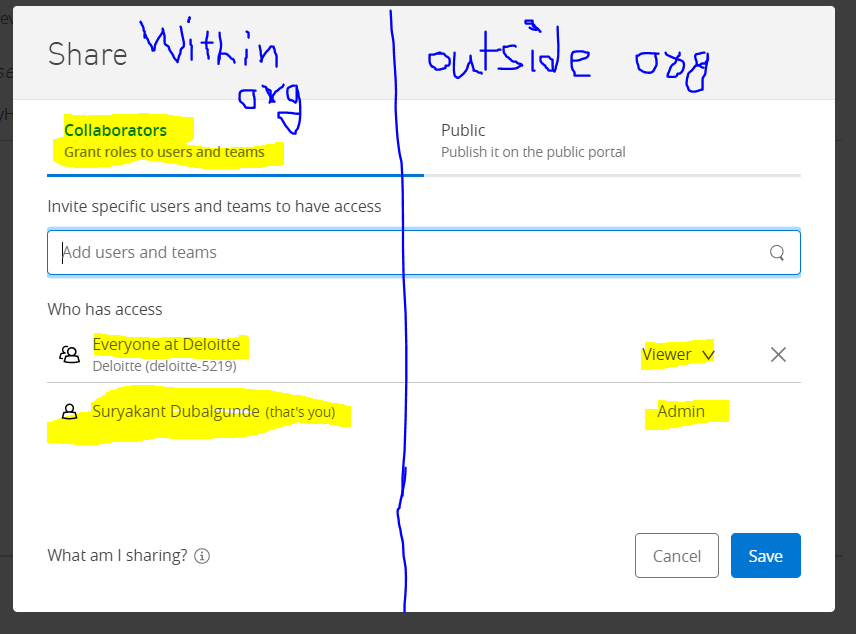 Share
Within
org
outside org
Collaborators
Grant roles to users and teams
Public
Publish it on the public portal
Invite specific users and teams to have access
Add users and teams
Who has access
Everyone at Deloitte
Deloitte (deloitte-5219)
Viewer
Suryakant Dubalgunde (that's you)
Admin
What am I sharing?
Cancel
Save